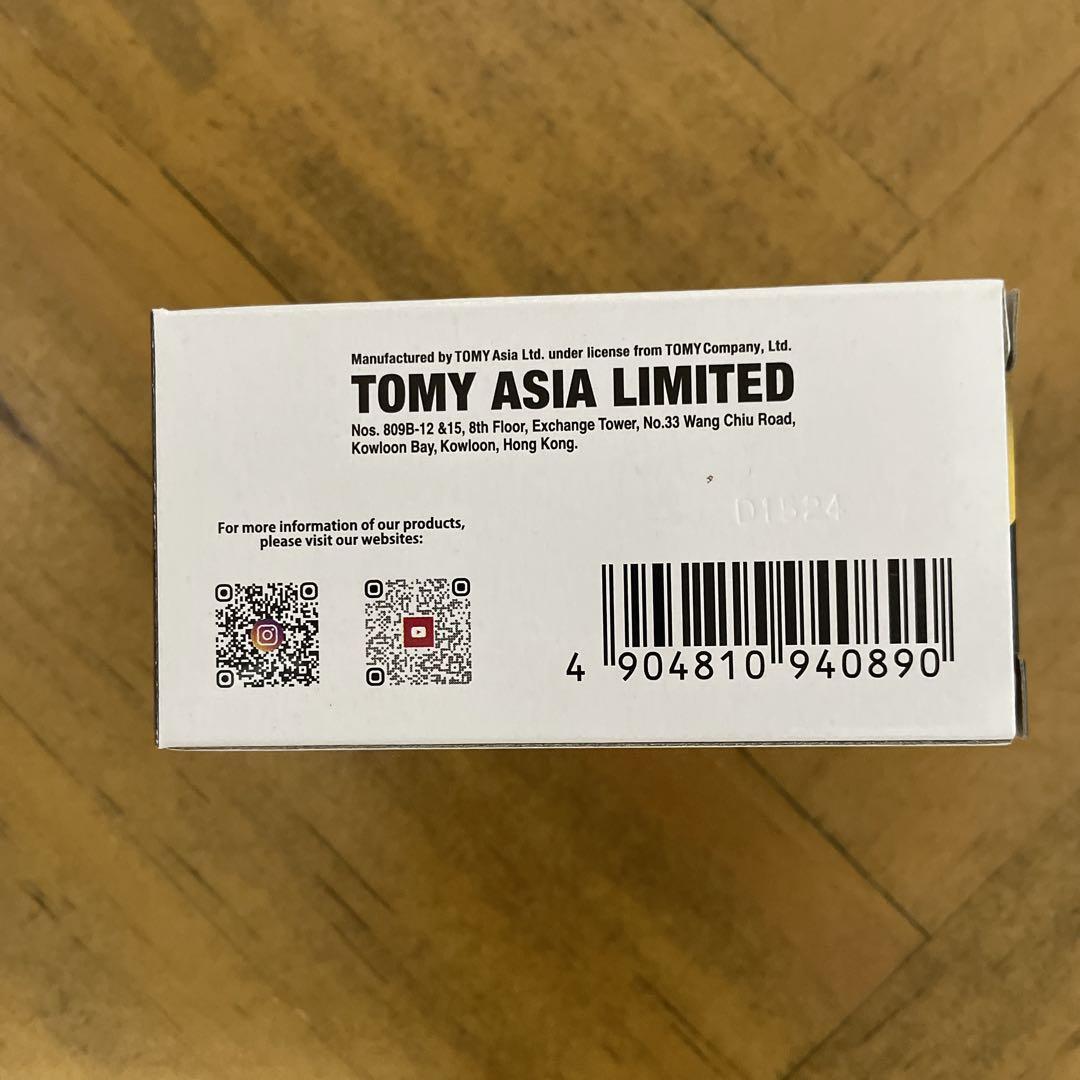 Manufactured by TOMY Asia Ltd. under license from TOMY Company, Ltd.
TOMY ASIA LIMITED
Nos. 809B-12 &15, 8th Floor, Exchange Tower, No.33 Wang Chiu Road,
Kowloon Bay, Kowloon, Hong Kong.
D1524
For more information of our products,
please visit our websites:
4 904810 940890